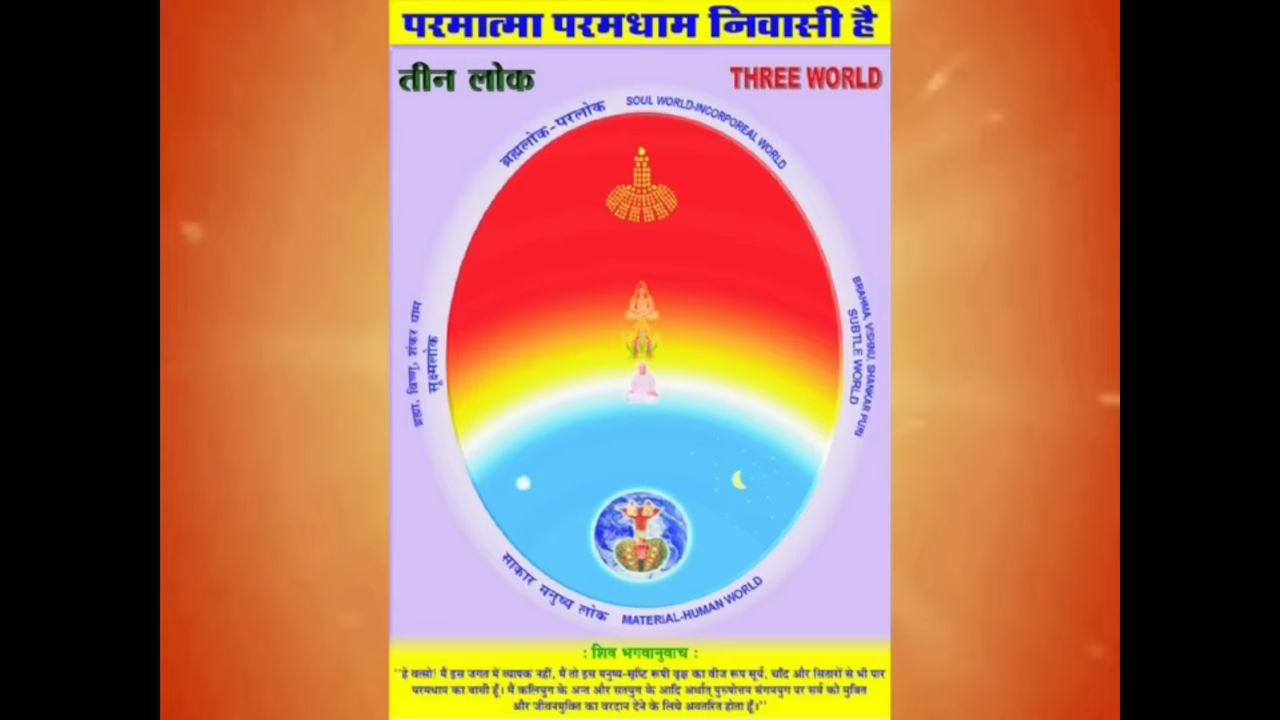 परमात्मा परमधाम निवासी है
तीन लोक
THREE WORLD
ब्रह्मलोक-परलोक
SOUL WORLD-INCORPOREAL WORLD
ब्रह्मा, विष्णु, शंकर धाम
सूक्ष्मलोक
BRAHMA, VISHNU, SHANKAR PURI
SUBTLE WORLD
साकार मनुष्य लोक
MATERIAL-HUMAN WORLD
: शिव भगवानुवाच :
"हे वत्सो! मैं इस जगत में व्यापक नहीं, मैं तो इस मनुष्य-सृष्टि रूपी वृक्ष का बीज रूप सूर्य, चाँद और सितारों से भी पार
परमधाम का वासी हूँ। मैं कलियुग के अन्त और सतयुग के आदि अर्थात् पुरुषोत्तम संगमयुग पर सर्व को मुक्ति
और जीवनमुक्ति का वरदान देने के लिये अवतरित होता हूँ।"